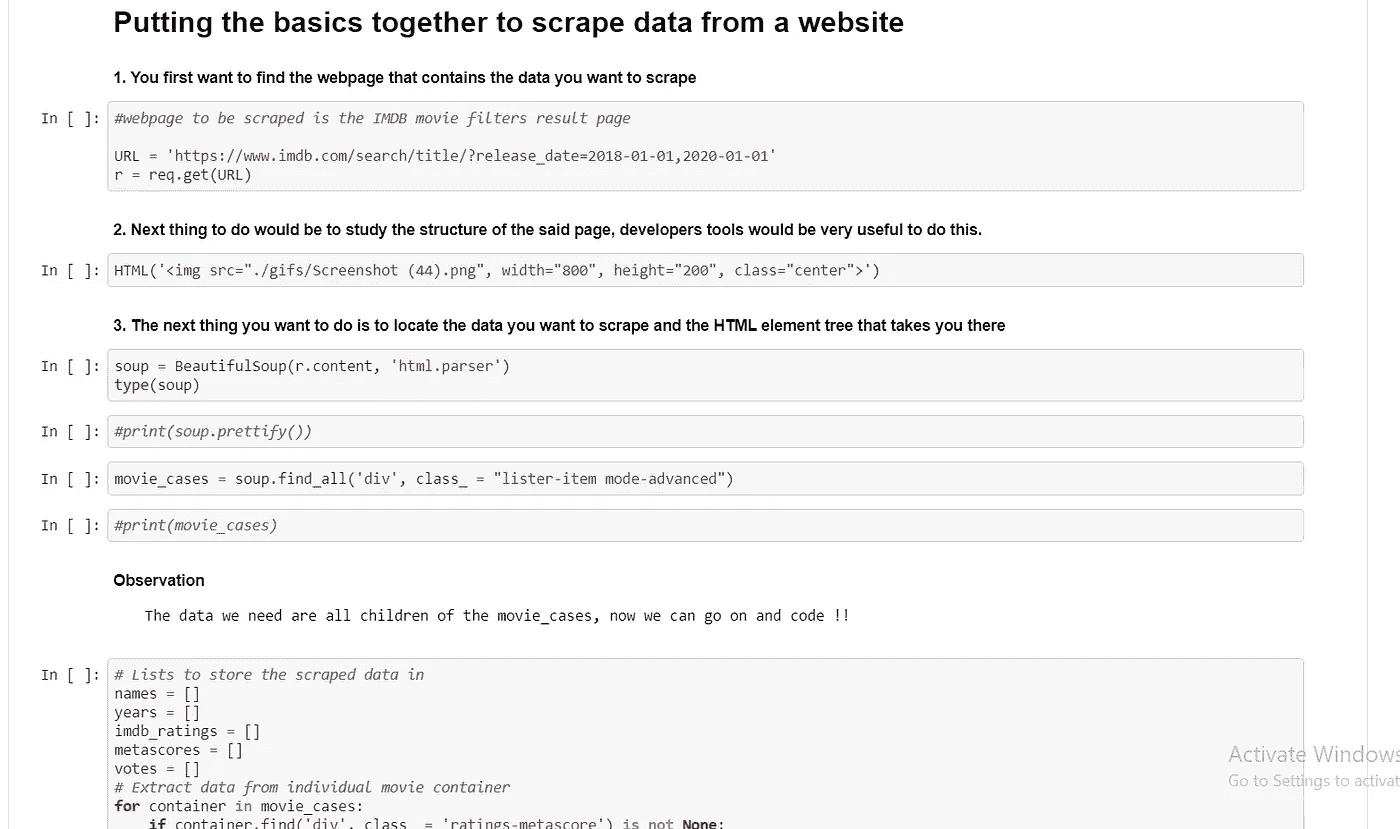 Putting the basics together to scrape data from a website
1. You first want to find the webpage that contains the data you want to scrape
In [ ]:
#webpage to be scraped is the IMDB movie filters result page
URL = 'https://www.imdb.com/search/title/?release_date=2018-01-01,2020-01-01'
r = req.get(URL)
2. Next thing to do would be to study the structure of the said page, developers tools would be very useful to do this.
In [ ]:
HTML('<img src="./gifs/Screenshot (44).png", width="800", height="200", class="center">')
3. The next thing you want to do is to locate the data you want to scrape and the HTML element tree that takes you there
In [ ]:
soup = BeautifulSoup(r.content, 'html.parser')
type(soup)
In [ ]:
#print(soup.prettify())
In [ ]:
movie_cases = soup.find_all('div', class_ = "lister-item mode-advanced")
In [ ]:
#print(movie_cases)
Observation
The data we need are all children of the movie_cases, now we can go on and code !!
In [ ]:
# Lists to store the scraped data in
names = []
years = []
imdb_ratings = []
metascores = []
votes = []
# Extract data from individual movie container
for container in movie_cases:
if container.find('div', class_ = 'ratings-metascore') is not None:
Activate Windows
Go to Settings to activat